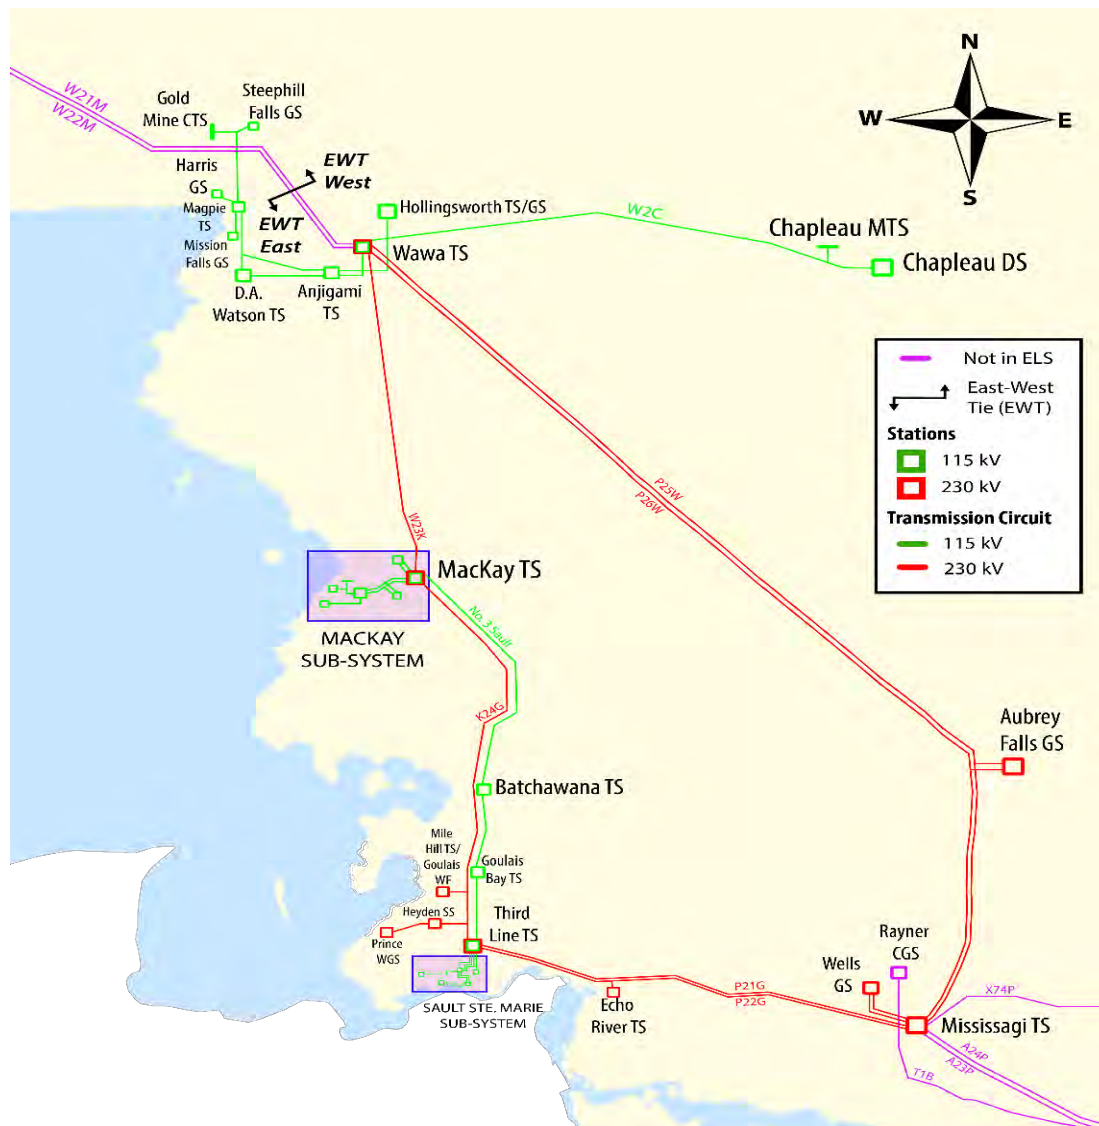 N
W
E
S
W21M
W22M
Gold
Mine CTS
Steephill
Falls GS
Harris
GS
Magpie
TS
Mission
Falls GS
EWT
West
EWT
East
Hollingsworth TS/GS
W2C
Chapleau MTS
Chapleau DS
Wawa TS
D.A.
Watson TS
Anjigami
TS
Not in ELS
East-West
Tie (EWT)
Stations
115 kV
230 kV
Transmission Circuit
115 kV
230 kV
P25W
P26W
W23K
MacKay TS
No. 3 Sault
MACKAY
SUB-SYSTEM
K24G
Aubrey
Falls GS
Batchawana TS
Mile
Hill TS/
Goulais
WF
Goulais
Bay TS
Heyden SS
Prince
WGS
Third
Line TS
Rayner
CGS
Wells
GS
P21G
P22G
X74P
Echo
River TS
SAULT STE. MARIE
SUB-SYSTEM
Mississagi TS
A24P
A23P
T1B